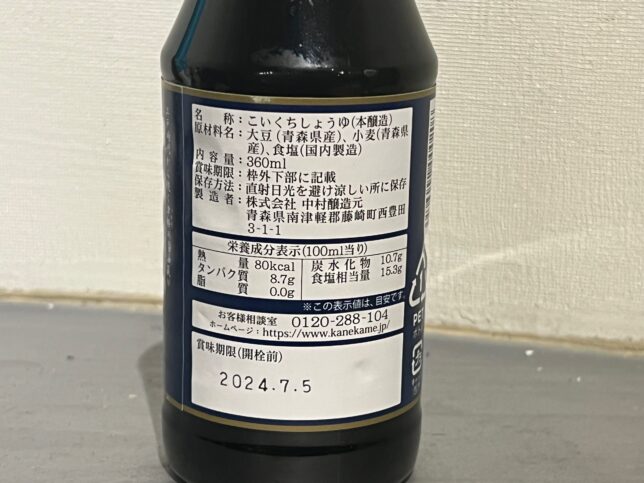 名称:こいくちしょうゆ(本醸造)
原材料名:大豆(青森県産)、小麦(青森県
産)、食塩(国内製造)
内容量:360ml
賞味期限:枠外下部に記載
保存方法:直射日光を避け涼しい所に保存
製造者:株式会社 中村醸造元
青森県南津軽郡藤崎町西豊田
3-1-1
栄養成分表示(100ml当り)
熱量 80kcal
タンパク質 8.7g
脂質 0.0g
炭水化物 10.7g
食塩相当量 15.3g
※この表示値は、目安です。
お客様相談室 0120-288-104
ホームページ:https://www.kanekame.jp/
賞味期限(開栓前)
2024.7.5
PET